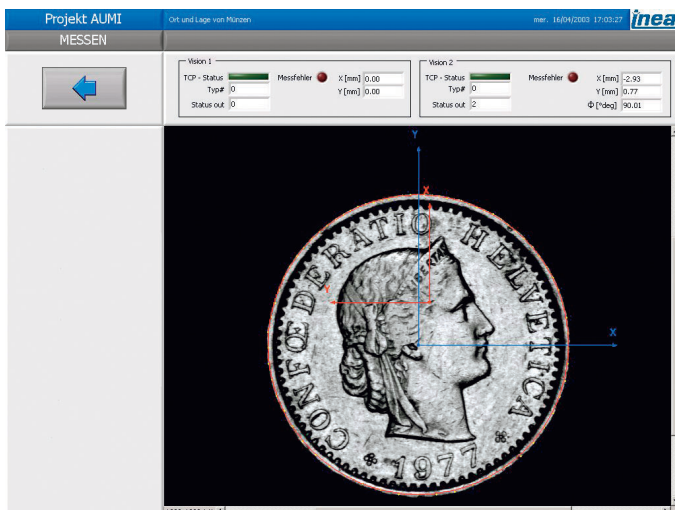 Projekt AUMI
Ort und Lage von Münzen
mer. 16/04/2003 17:03:27
inea
MESSEN
Vision 1
TCP - Status
Messfehler
X [mm] 0.00
Typ# 0
Y [mm] 0.00
Status out 0
Vision 2
TCP - Status
Messfehler
X [mm] -2.93
Typ# 0
Y [mm] 0.77
Status out 2
Φ [°deg] 90.01
Y
X
Y
X
CONFŒDERATIO HELVETICA
LIBERTAS
1977